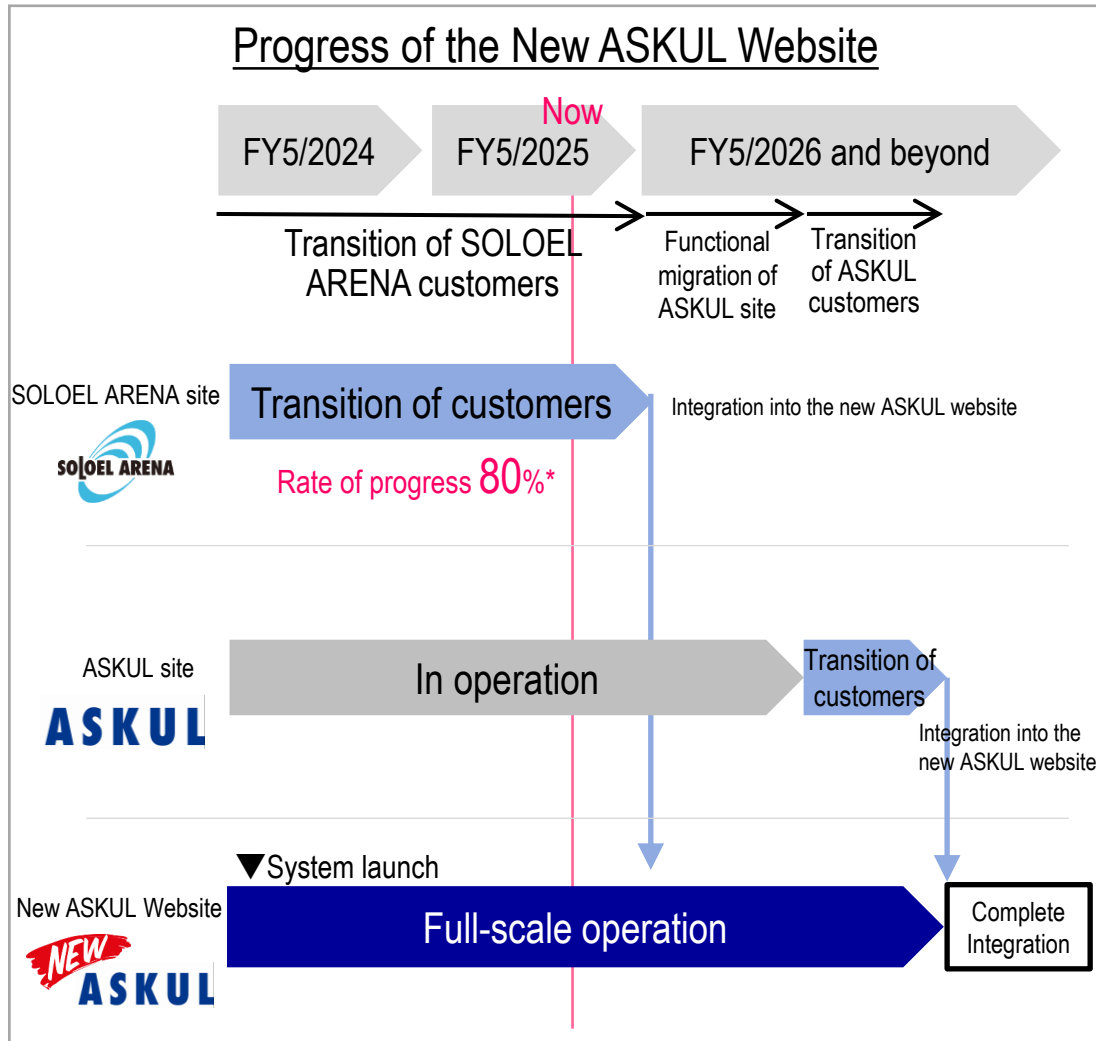 Progress of the New ASKUL Website
Now
FY5/2024
FY5/2025
FY5/2026 and beyond
Transition of SOLOEL
ARENA customers
Functional
migration of
ASKUL site
Transition
of ASKUL
customers
SOLOEL ARENA site
SOLOEL ARENA
Transition of customers
Integration into the new ASKUL website
Rate of progress 80%*
ASKUL site
ASKUL
In operation
Transition of
customers
Integration into the
new ASKUL website
▼System launch
New ASKUL Website
NEW
ASKUL
Full-scale operation
Complete
Integration